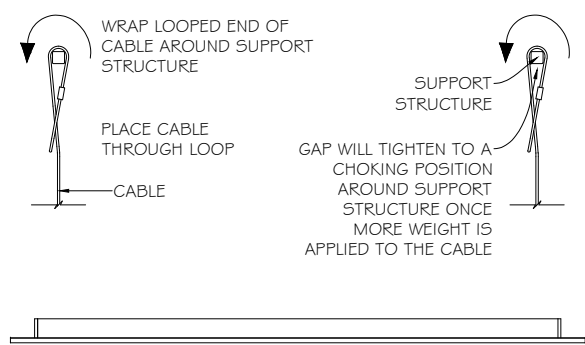 WRAP LOOPED END OF
CABLE AROUND SUPPORT
STRUCTURE
PLACE CABLE
THROUGH LOOP
CABLE
SUPPORT
STRUCTURE
GAP WILL TIGHTEN TO A
CHOKING POSITION
AROUND SUPPORT
STRUCTURE ONCE
MORE WEIGHT IS
APPLIED TO THE CABLE